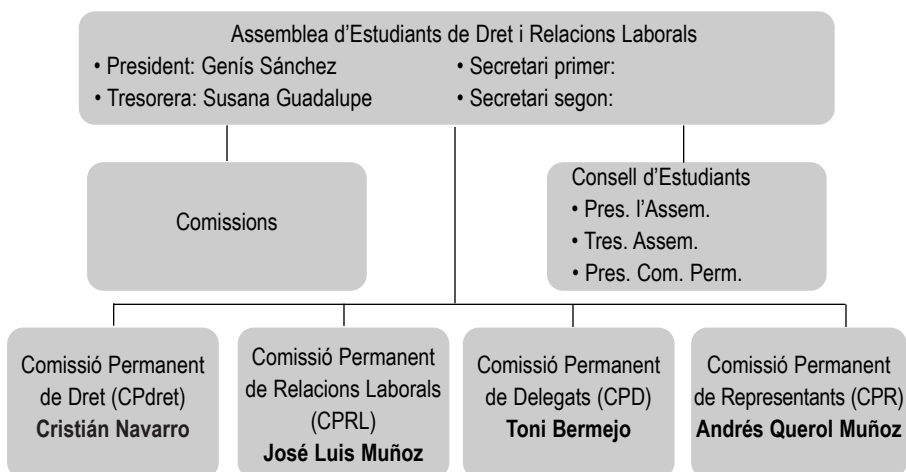 Assemblea d'Estudiants de Dret i Relacions Laborals
• President: Genís Sánchez
• Secretari primer:
• Tresorera: Susana Guadalupe
• Secretari segon:
Comissions
Consell d'Estudiants
• Pres. l'Assem.
• Tres. Assem.
• Pres. Com. Perm.
Comissió Permanent
de Dret (CPdret)
Cristián Navarro
Comissió Permanent
de Relacions Laborals
(CPRL)
José Luis Muñoz
Comissió Permanent
de Delegats (CPD)
Toni Bermejo
Comissió Permanent
de Representants (CPR)
Andrés Querol Muñoz